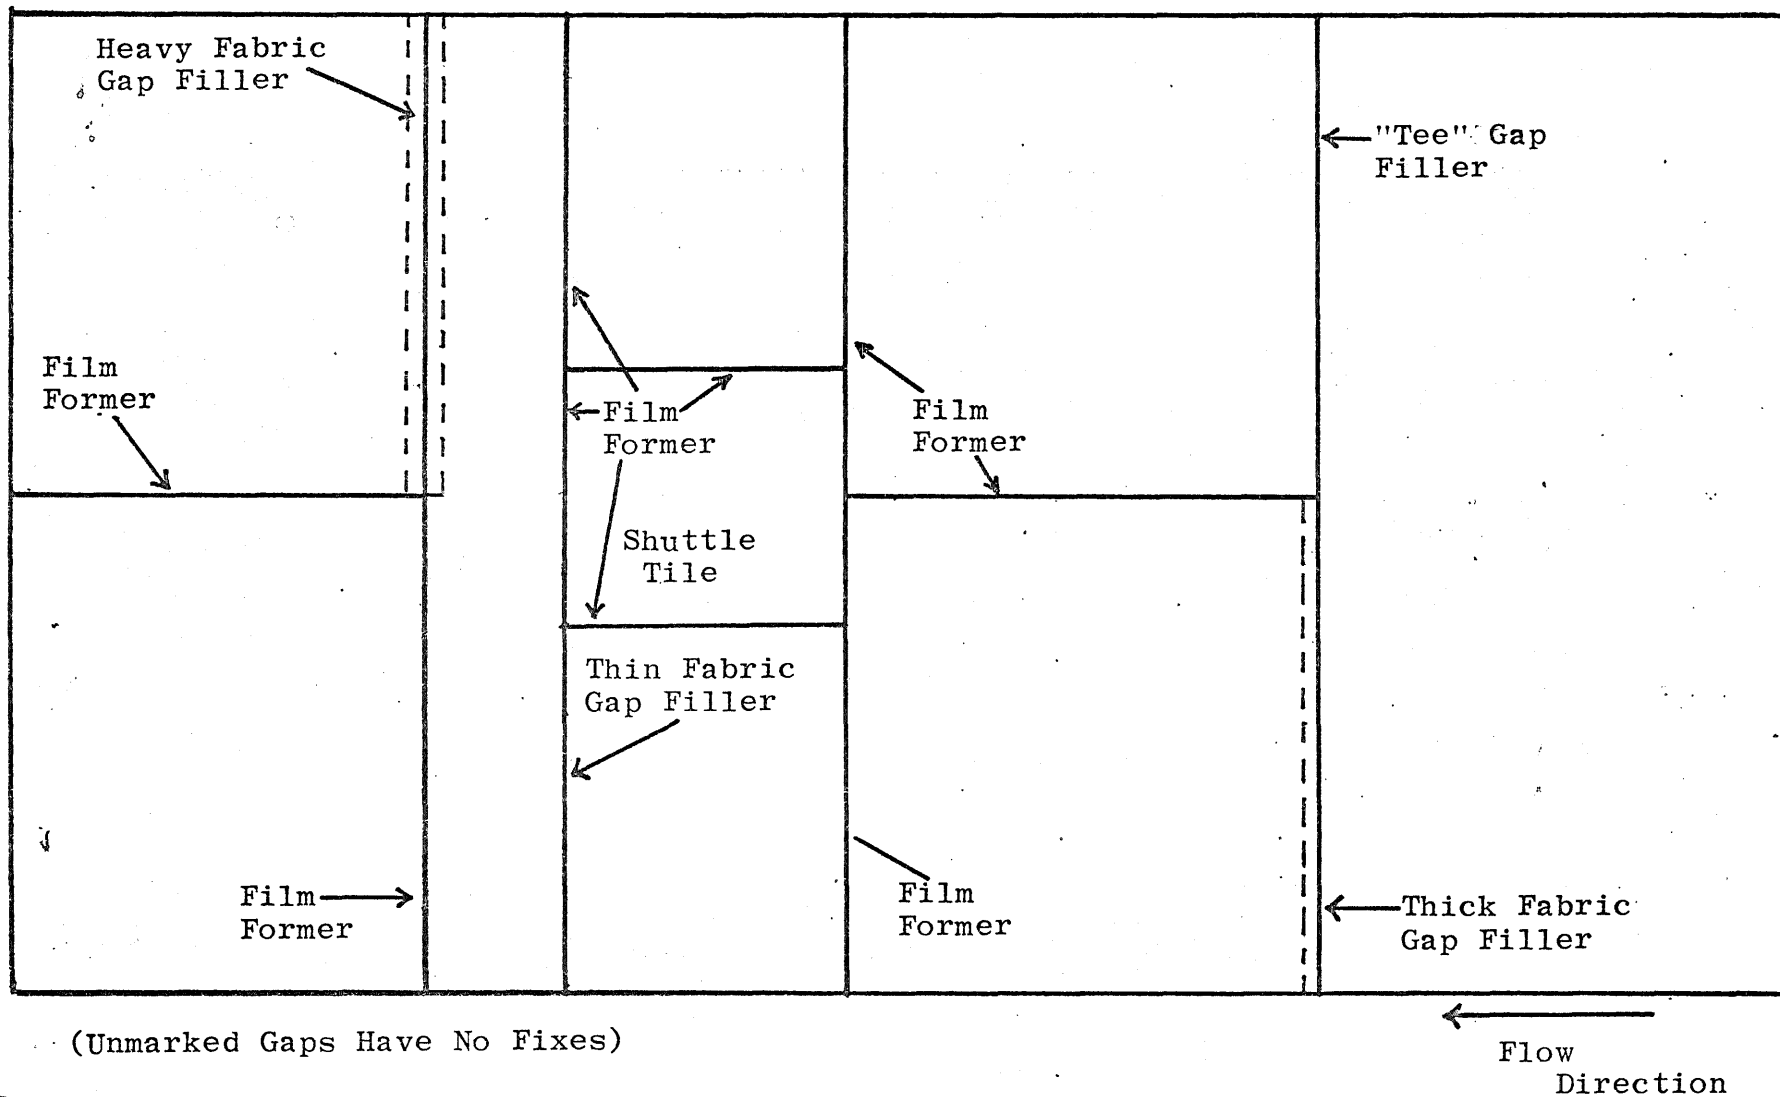 Heavy Fabric
Gap Filler
"Tee" Gap
Filler
Film
Former
Film
Former
Film
Former
Shuttle
Tile
Thin Fabric
Gap Filler
Film
Former
Film
Former
Thick Fabric
Gap Filler
(Unmarked Gaps Have No Fixes)
Flow
Direction